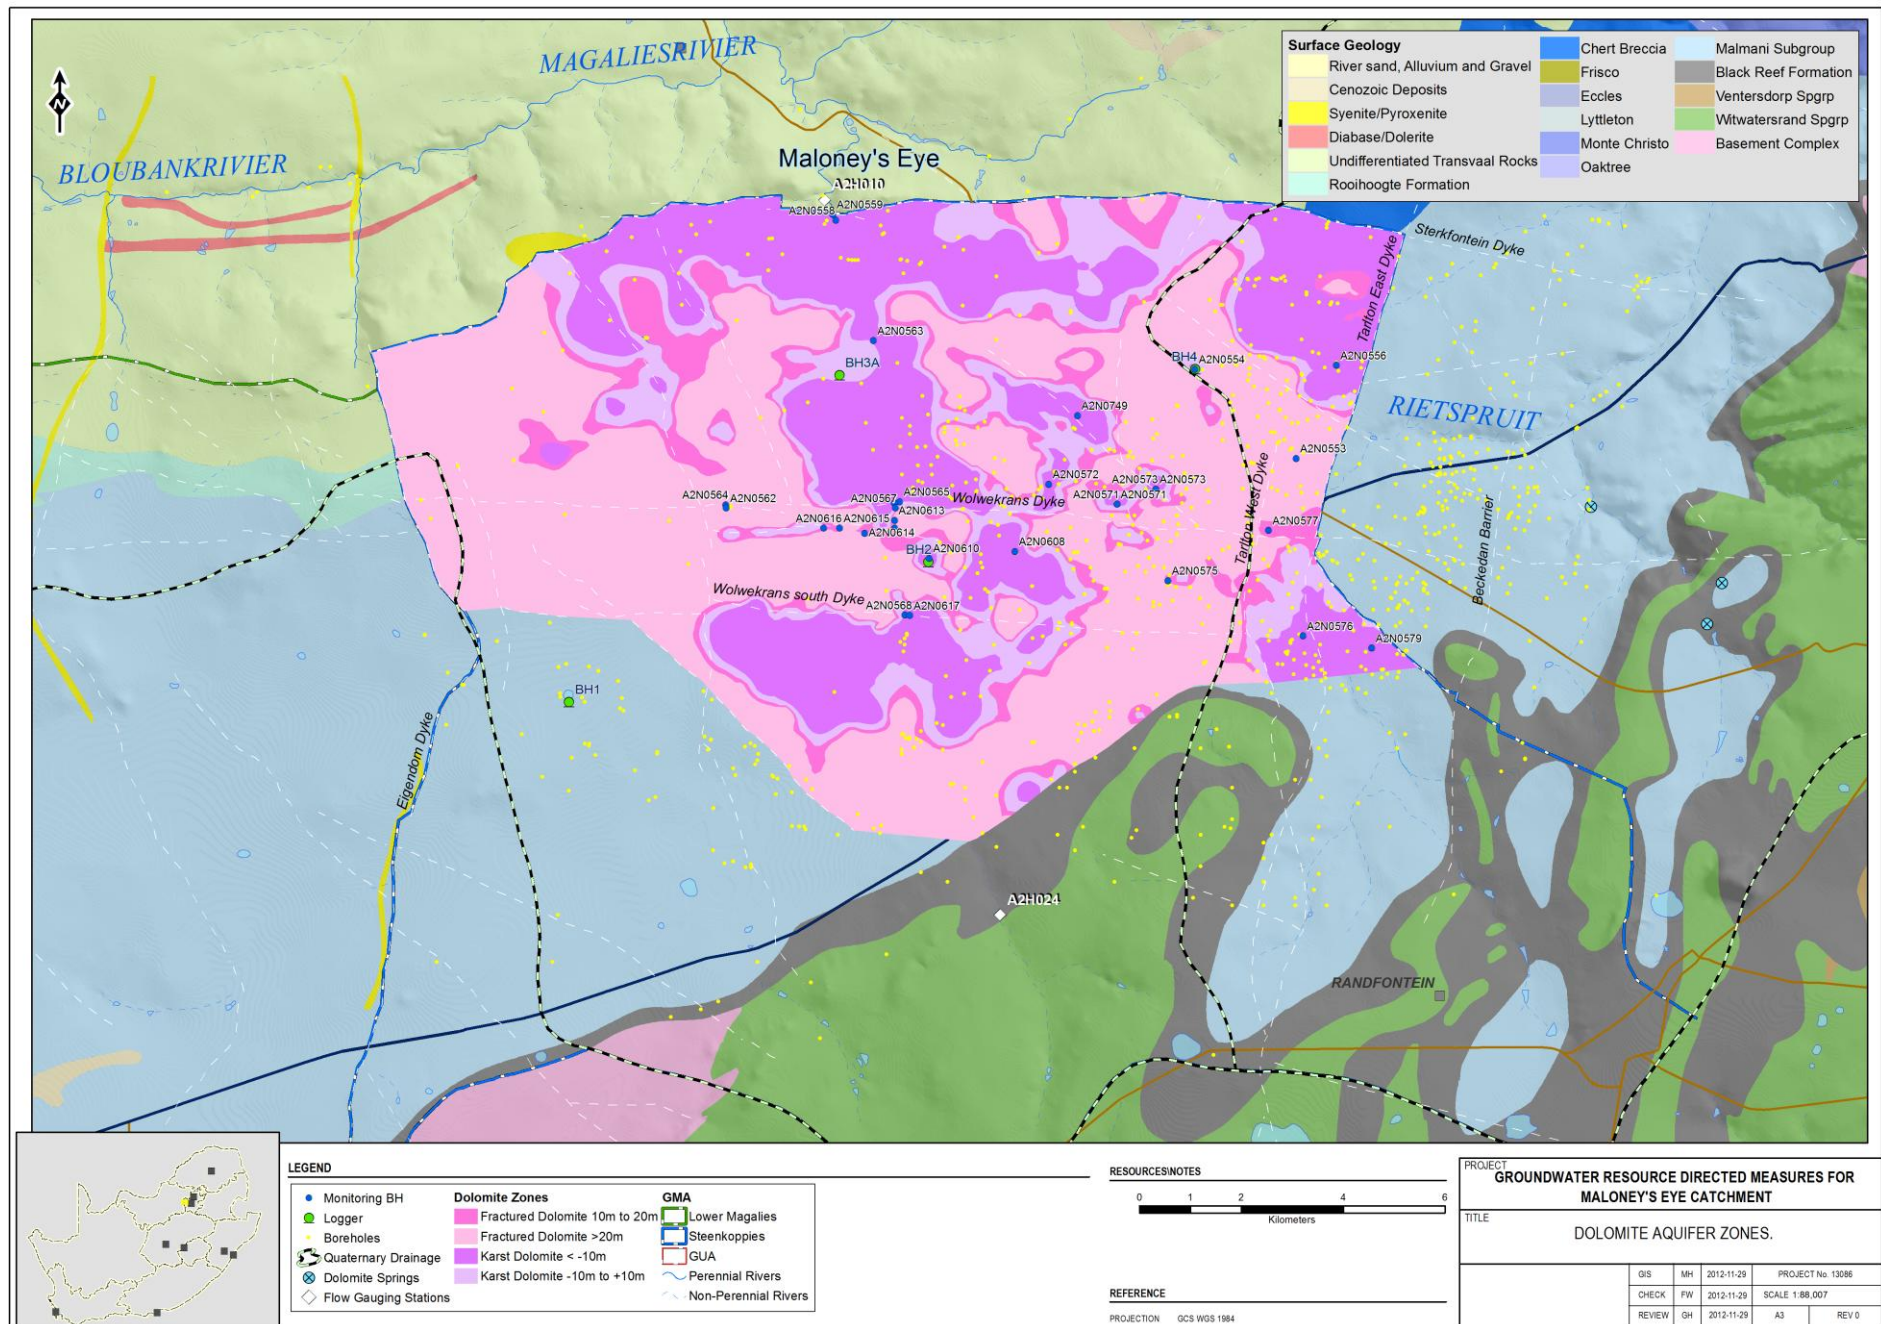 MAGALIESRIVIER
BLOUBANKRIVIER
Maloney's Eye
A2H010
A2N0558
A2N0559
Surface Geology
River sand, Alluvium and Gravel
Cenozoic Deposits
Syenite/Pyroxenite
Diabase/Dolerite
Undifferentiated Transvaal Rocks
Rooihoogte Formation
Chert Breccia
Frisco
Eccles
Lyttleton
Monte Christo
Oaktree
Malmani Subgroup
Black Reef Formation
Ventersdorp Spgrp
Witwatersrand Spgrp
Basement Complex
Sterkfontein Dyke
Tarlton East Dyke
A2N0563
BH3A
BH4
A2N0554
A2N0556
A2N0749
RIETSPRUIT
A2N0553
A2N0572
A2N0573
A2N0573
A2N0564
A2N0562
A2N0567
A2N0565
Wolwekrans Dyke
A2N0571
A2N0571
A2N0613
A2N0616
A2N0615
A2N0614
A2N0577
Tarlton West Dyke
Beckedan Barrier
BH2
A2N0610
A2N0608
A2N0575
Wolwekrans south Dyke
A2N0568
A2N0617
A2N0576
A2N0579
BH1
Eigendom Dyke
A2H024
RANDFONTEIN
LEGEND
Monitoring BH
Logger
Boreholes
Quaternary Drainage
Dolomite Springs
Flow Gauging Stations
Dolomite Zones
Fractured Dolomite 10m to 20m
Fractured Dolomite >20m
Karst Dolomite < -10m
Karst Dolomite -10m to +10m
GMA
Lower Magalies
Steenkoppies
GUA
Perennial Rivers
Non-Perennial Rivers
RESOURCES\NOTES
0 1 2 4 6
Kilometers
REFERENCE
PROJECTION GCS WGS 1984
PROJECT
GROUNDWATER RESOURCE DIRECTED MEASURES FOR
MALONEY'S EYE CATCHMENT
TITLE
DOLOMITE AQUIFER ZONES.
GIS MH 2012-11-29 PROJECT No. 13086
CHECK FW 2012-11-29 SCALE 1:88,007
REVIEW GH 2012-11-29 A3 REV 0